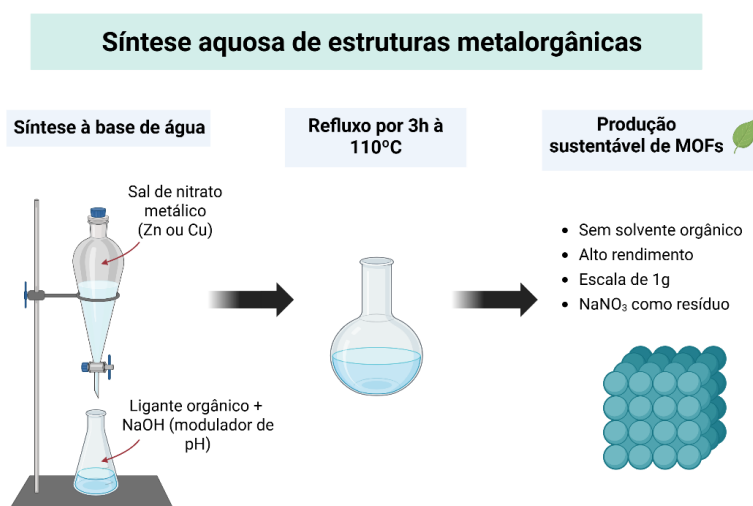 Síntese aquosa de estruturas metalorgânicas
Síntese à base de água
Sal de nitrato
metálico
(Zn ou Cu)
Ligante orgânico +
NaOH (modulador de
pH)
Refluxo por 3h à
110ºC
Produção
sustentável de MOFs
• Sem solvente orgânico
• Alto rendimento
• Escala de 1g
• NaNO₃ como resíduo